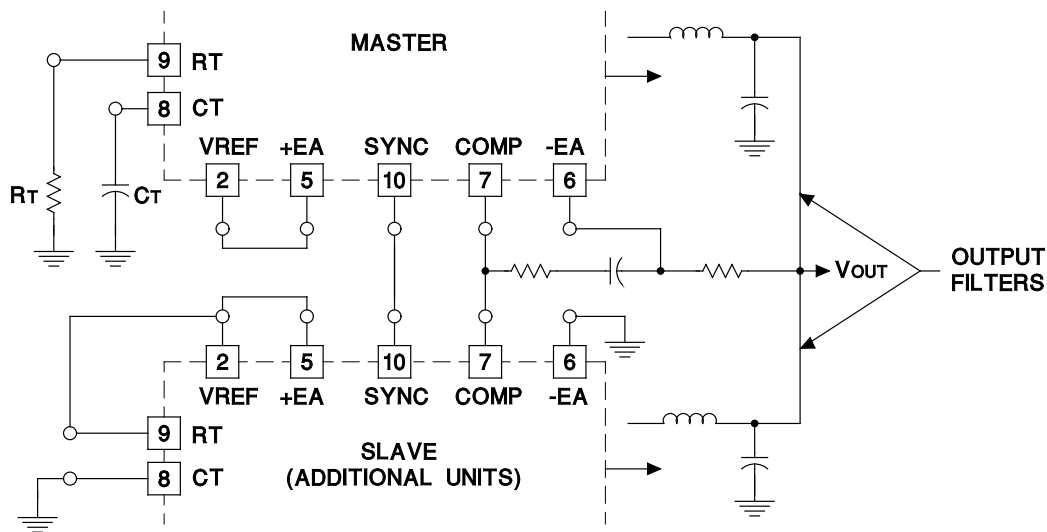 MASTER
9 RT
8 CT
VREF +EA SYNC COMP -EA
2 5 10 7 6
RT CT
VOUT
OUTPUT
FILTERS
2 5 10 7 6
VREF +EA SYNC COMP -EA
9 RT
8 CT
SLAVE
(ADDITIONAL UNITS)